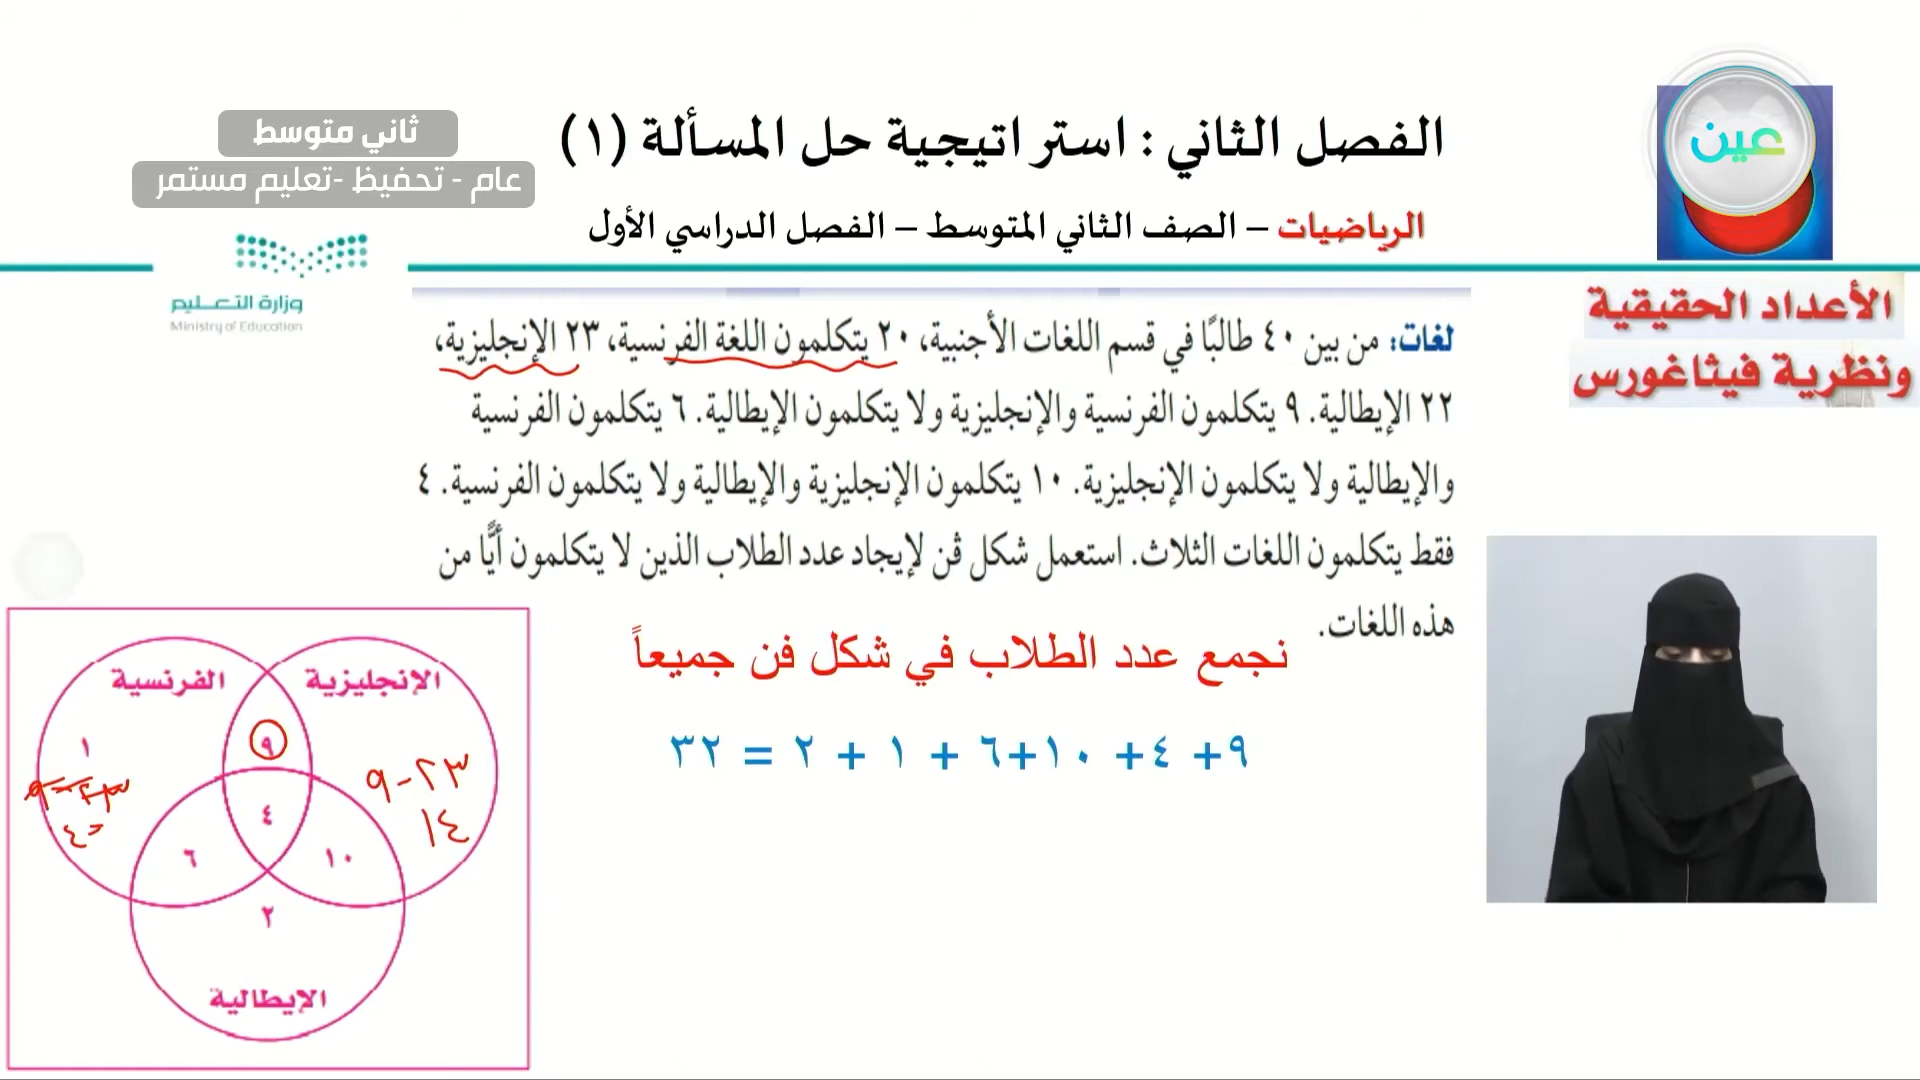 ثاني متوسط
عام - تحفيظ -تعليم مستمر
الفصل الثاني : استراتيجية حل المسألة (١)
الرياضيات – الصف الثاني المتوسط – الفصل الدراسي الأول
عين
وزارة التعليم
Ministry of Education
الأعداد الحقيقية
ونظرية فيثاغورس
لغات: من بين ٤٠ طالبًا في قسم اللغات الأجنبية، ٢٠ يتكلمون اللغة الفرنسية، ٢٣ الإنجليزية،
٢٢ الإيطالية. ٩ يتكلمون الفرنسية والإنجليزية ولا يتكلمون الإيطالية. ٦ يتكلمون الفرنسية
والإيطالية ولا يتكلمون الإنجليزية. ١٠ يتكلمون الإنجليزية والإيطالية ولا يتكلمون الفرنسية. ٤
فقط يتكلمون اللغات الثلاث. استعمل شكل ڤن لإيجاد عدد الطلاب الذين لا يتكلمون أيًّا من
هذه اللغات.
نجمع عدد الطلاب في شكل فن جميعاً
٩+ ٤+ ١٠+٦ + ١ + ٢ = ٣٢
الإنجليزية
الفرنسية
٩
١
٢٣-٩
١٤
٤
١٠
٦
٢
الإيطالية